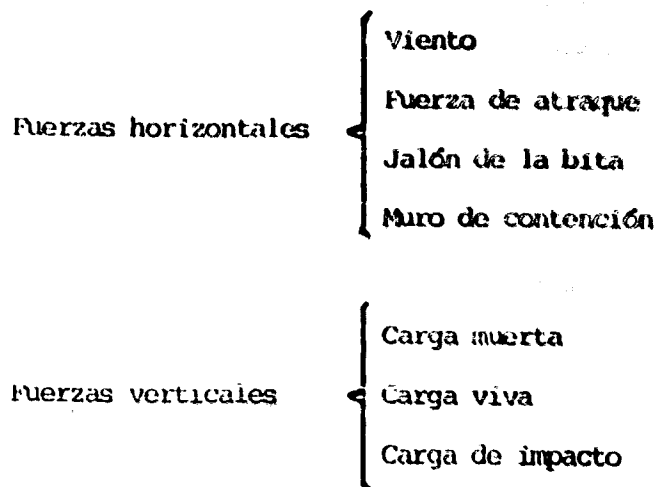 Viento
Fuerza de atraque
Fuerzas horizontales
Jalón de la bita
Muro de contención
Carga muerta
Fuerzas verticales
Carga viva
Carga de impacto